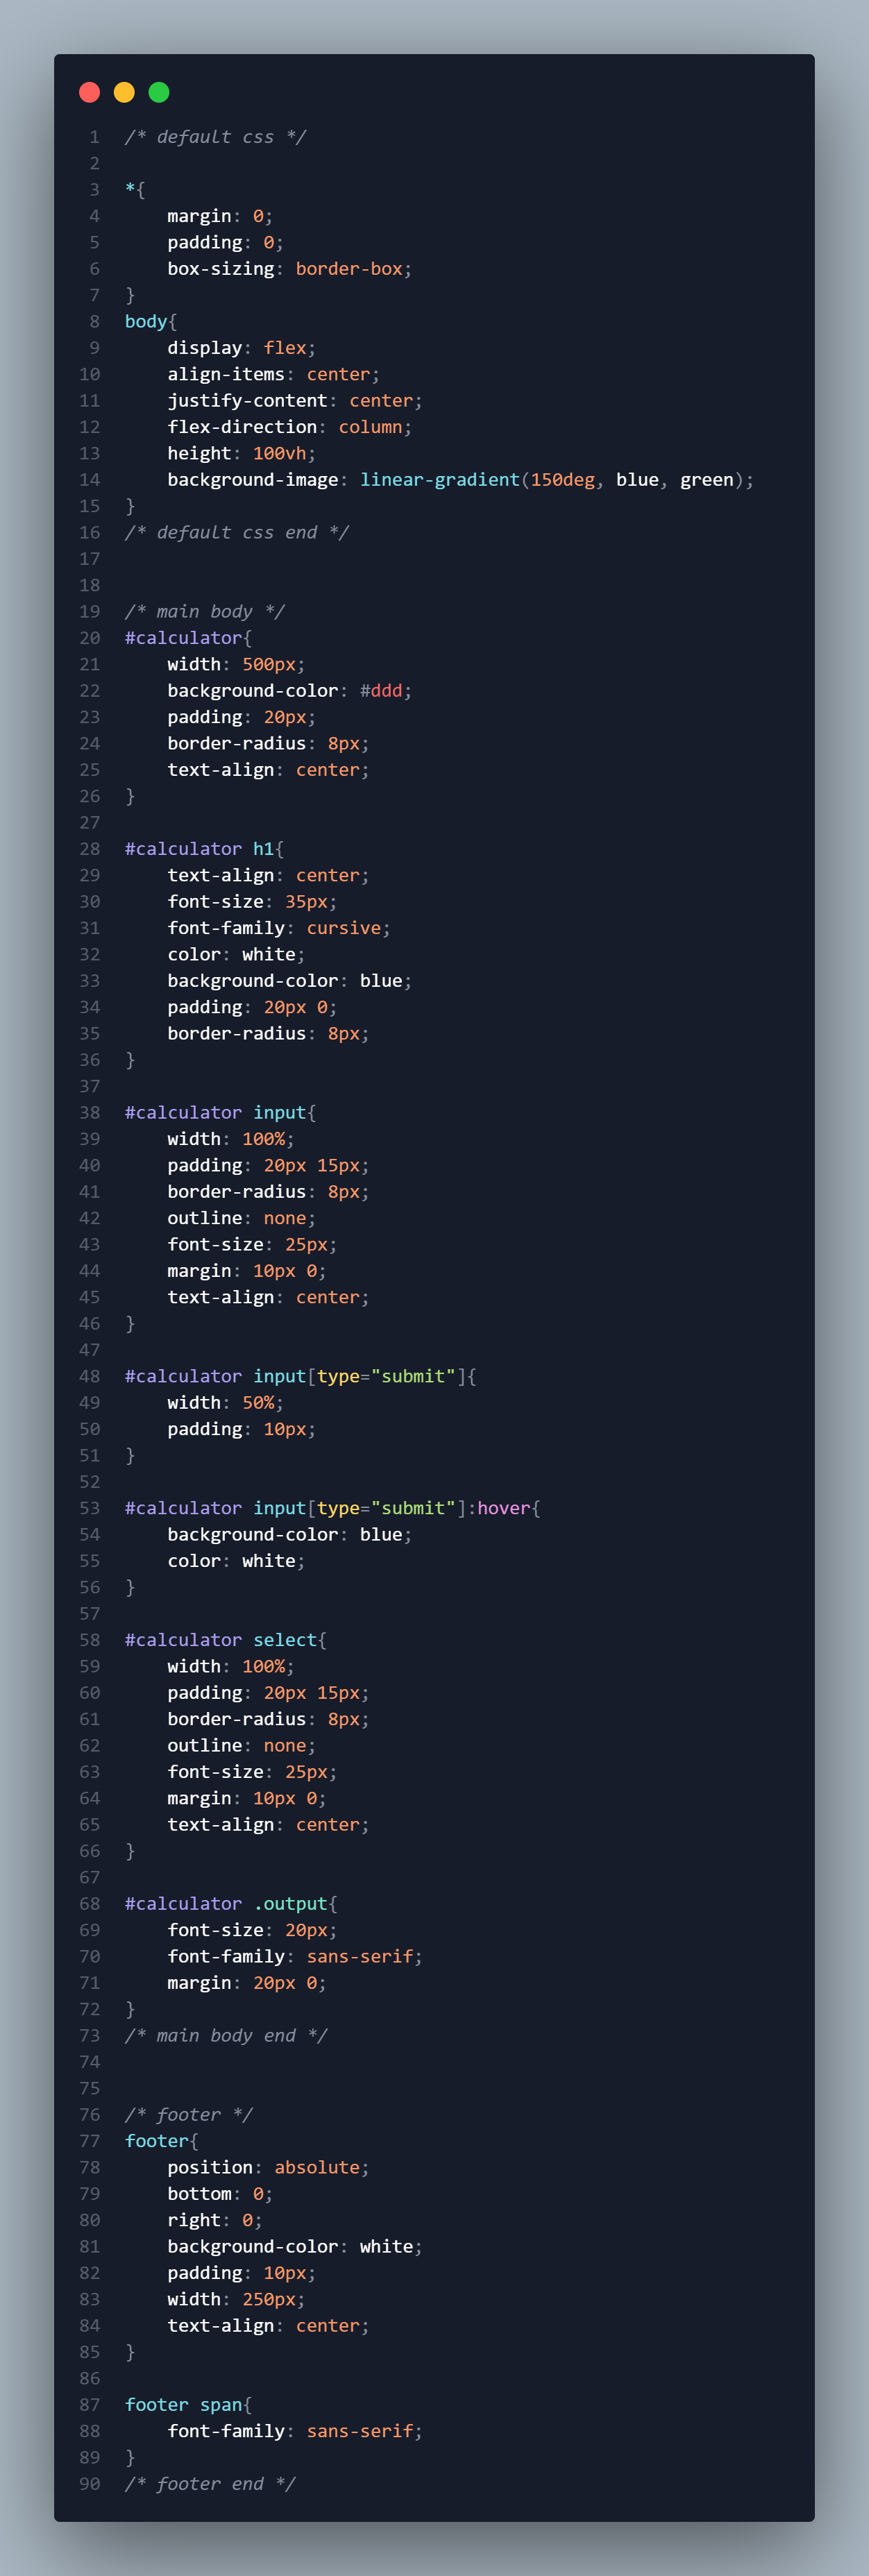 1 /* default css */
2
3 *{
4     margin: 0;
5     padding: 0;
6     box-sizing: border-box;
7 }
8 body{
9     display: flex;
10     align-items: center;
11     justify-content: center;
12     flex-direction: column;
13     height: 100vh;
14     background-image: linear-gradient(150deg, blue, green);
15 }
16 /* default css end */
17
18
19 /* main body */
20 #calculator{
21     width: 500px;
22     background-color: #ddd;
23     padding: 20px;
24     border-radius: 8px;
25     text-align: center;
26 }
27
28 #calculator h1{
29     text-align: center;
30     font-size: 35px;
31     font-family: cursive;
32     color: white;
33     background-color: blue;
34     padding: 20px 0;
35     border-radius: 8px;
36 }
37
38 #calculator input{
39     width: 100%;
40     padding: 20px 15px;
41     border-radius: 8px;
42     outline: none;
43     font-size: 25px;
44     margin: 10px 0;
45     text-align: center;
46 }
47
48 #calculator input[type="submit"]{
49     width: 50%;
50     padding: 10px;
51 }
52
53 #calculator input[type="submit"]:hover{
54     background-color: blue;
55     color: white;
56 }
57
58 #calculator select{
59     width: 100%;
60     padding: 20px 15px;
61     border-radius: 8px;
62     outline: none;
63     font-size: 25px;
64     margin: 10px 0;
65     text-align: center;
66 }
67
68 #calculator .output{
69     font-size: 20px;
70     font-family: sans-serif;
71     margin: 20px 0;
72 }
73 /* main body end */
74
75
76 /* footer */
77 footer{
78     position: absolute;
79     bottom: 0;
80     right: 0;
81     background-color: white;
82     padding: 10px;
83     width: 250px;
84     text-align: center;
85 }
86
87 footer span{
88     font-family: sans-serif;
89 }
90 /* footer end */